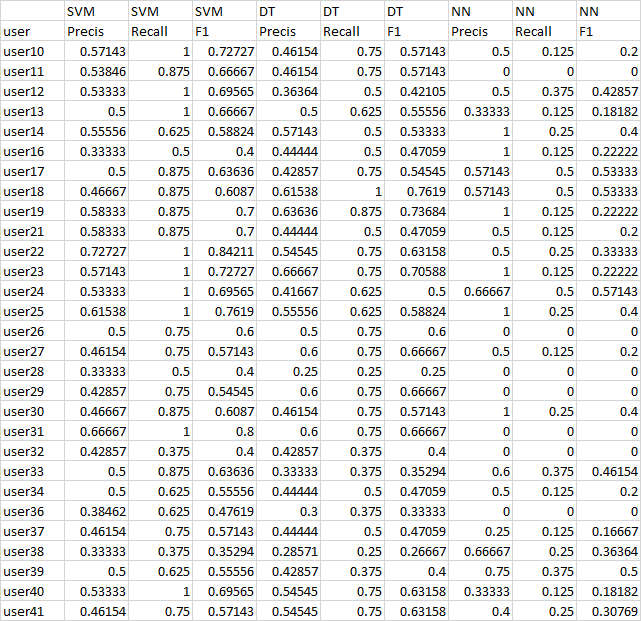 SVM SVM SVM DT DT DT NN NN NN
user Precis Recall F1 Precis Recall F1 Precis Recall F1
user10 0.57143 1 0.72727 0.46154 0.75 0.57143 0.5 0.125 0.2
user11 0.53846 0.875 0.66667 0.46154 0.75 0.57143 0 0 0
user12 0.53333 1 0.69565 0.36364 0.5 0.42105 0.5 0.375 0.42857
user13 0.5 1 0.66667 0.5 0.625 0.55556 0.33333 0.125 0.18182
user14 0.55556 0.625 0.58824 0.57143 0.5 0.53333 1 0.25 0.4
user16 0.33333 0.5 0.4 0.44444 0.5 0.47059 1 0.125 0.22222
user17 0.5 0.875 0.63636 0.42857 0.75 0.54545 0.57143 0.5 0.53333
user18 0.46667 0.875 0.6087 0.61538 1 0.7619 0.57143 0.5 0.53333
user19 0.58333 0.875 0.7 0.63636 0.875 0.73684 1 0.125 0.22222
user21 0.58333 0.875 0.7 0.44444 0.5 0.47059 0.5 0.125 0.2
user22 0.72727 1 0.84211 0.54545 0.75 0.63158 0.5 0.25 0.33333
user23 0.57143 1 0.72727 0.66667 0.75 0.70588 1 0.125 0.22222
user24 0.53333 1 0.69565 0.41667 0.625 0.5 0.66667 0.5 0.57143
user25 0.61538 1 0.7619 0.55556 0.625 0.58824 1 0.25 0.4
user26 0.5 0.75 0.6 0.5 0.75 0.6 0 0 0
user27 0.46154 0.75 0.57143 0.6 0.75 0.66667 0.5 0.125 0.2
user28 0.33333 0.5 0.4 0.25 0.25 0.25 0 0 0
user29 0.42857 0.75 0.54545 0.6 0.75 0.66667 0 0 0
user30 0.46667 0.875 0.6087 0.46154 0.75 0.57143 1 0.25 0.4
user31 0.66667 1 0.8 0.6 0.75 0.66667 0 0 0
user32 0.42857 0.375 0.4 0.42857 0.375 0.4 0 0 0
user33 0.5 0.875 0.63636 0.33333 0.375 0.35294 0.6 0.375 0.46154
user34 0.5 0.625 0.55556 0.44444 0.5 0.47059 0.5 0.125 0.2
user36 0.38462 0.625 0.47619 0.3 0.375 0.33333 0 0 0
user37 0.46154 0.75 0.57143 0.44444 0.5 0.47059 0.25 0.125 0.16667
user38 0.33333 0.375 0.35294 0.28571 0.25 0.26667 0.66667 0.25 0.36364
user39 0.5 0.625 0.55556 0.42857 0.375 0.4 0.75 0.375 0.5
user40 0.53333 1 0.69565 0.54545 0.75 0.63158 0.33333 0.125 0.18182
user41 0.46154 0.75 0.57143 0.54545 0.75 0.63158 0.4 0.25 0.30769